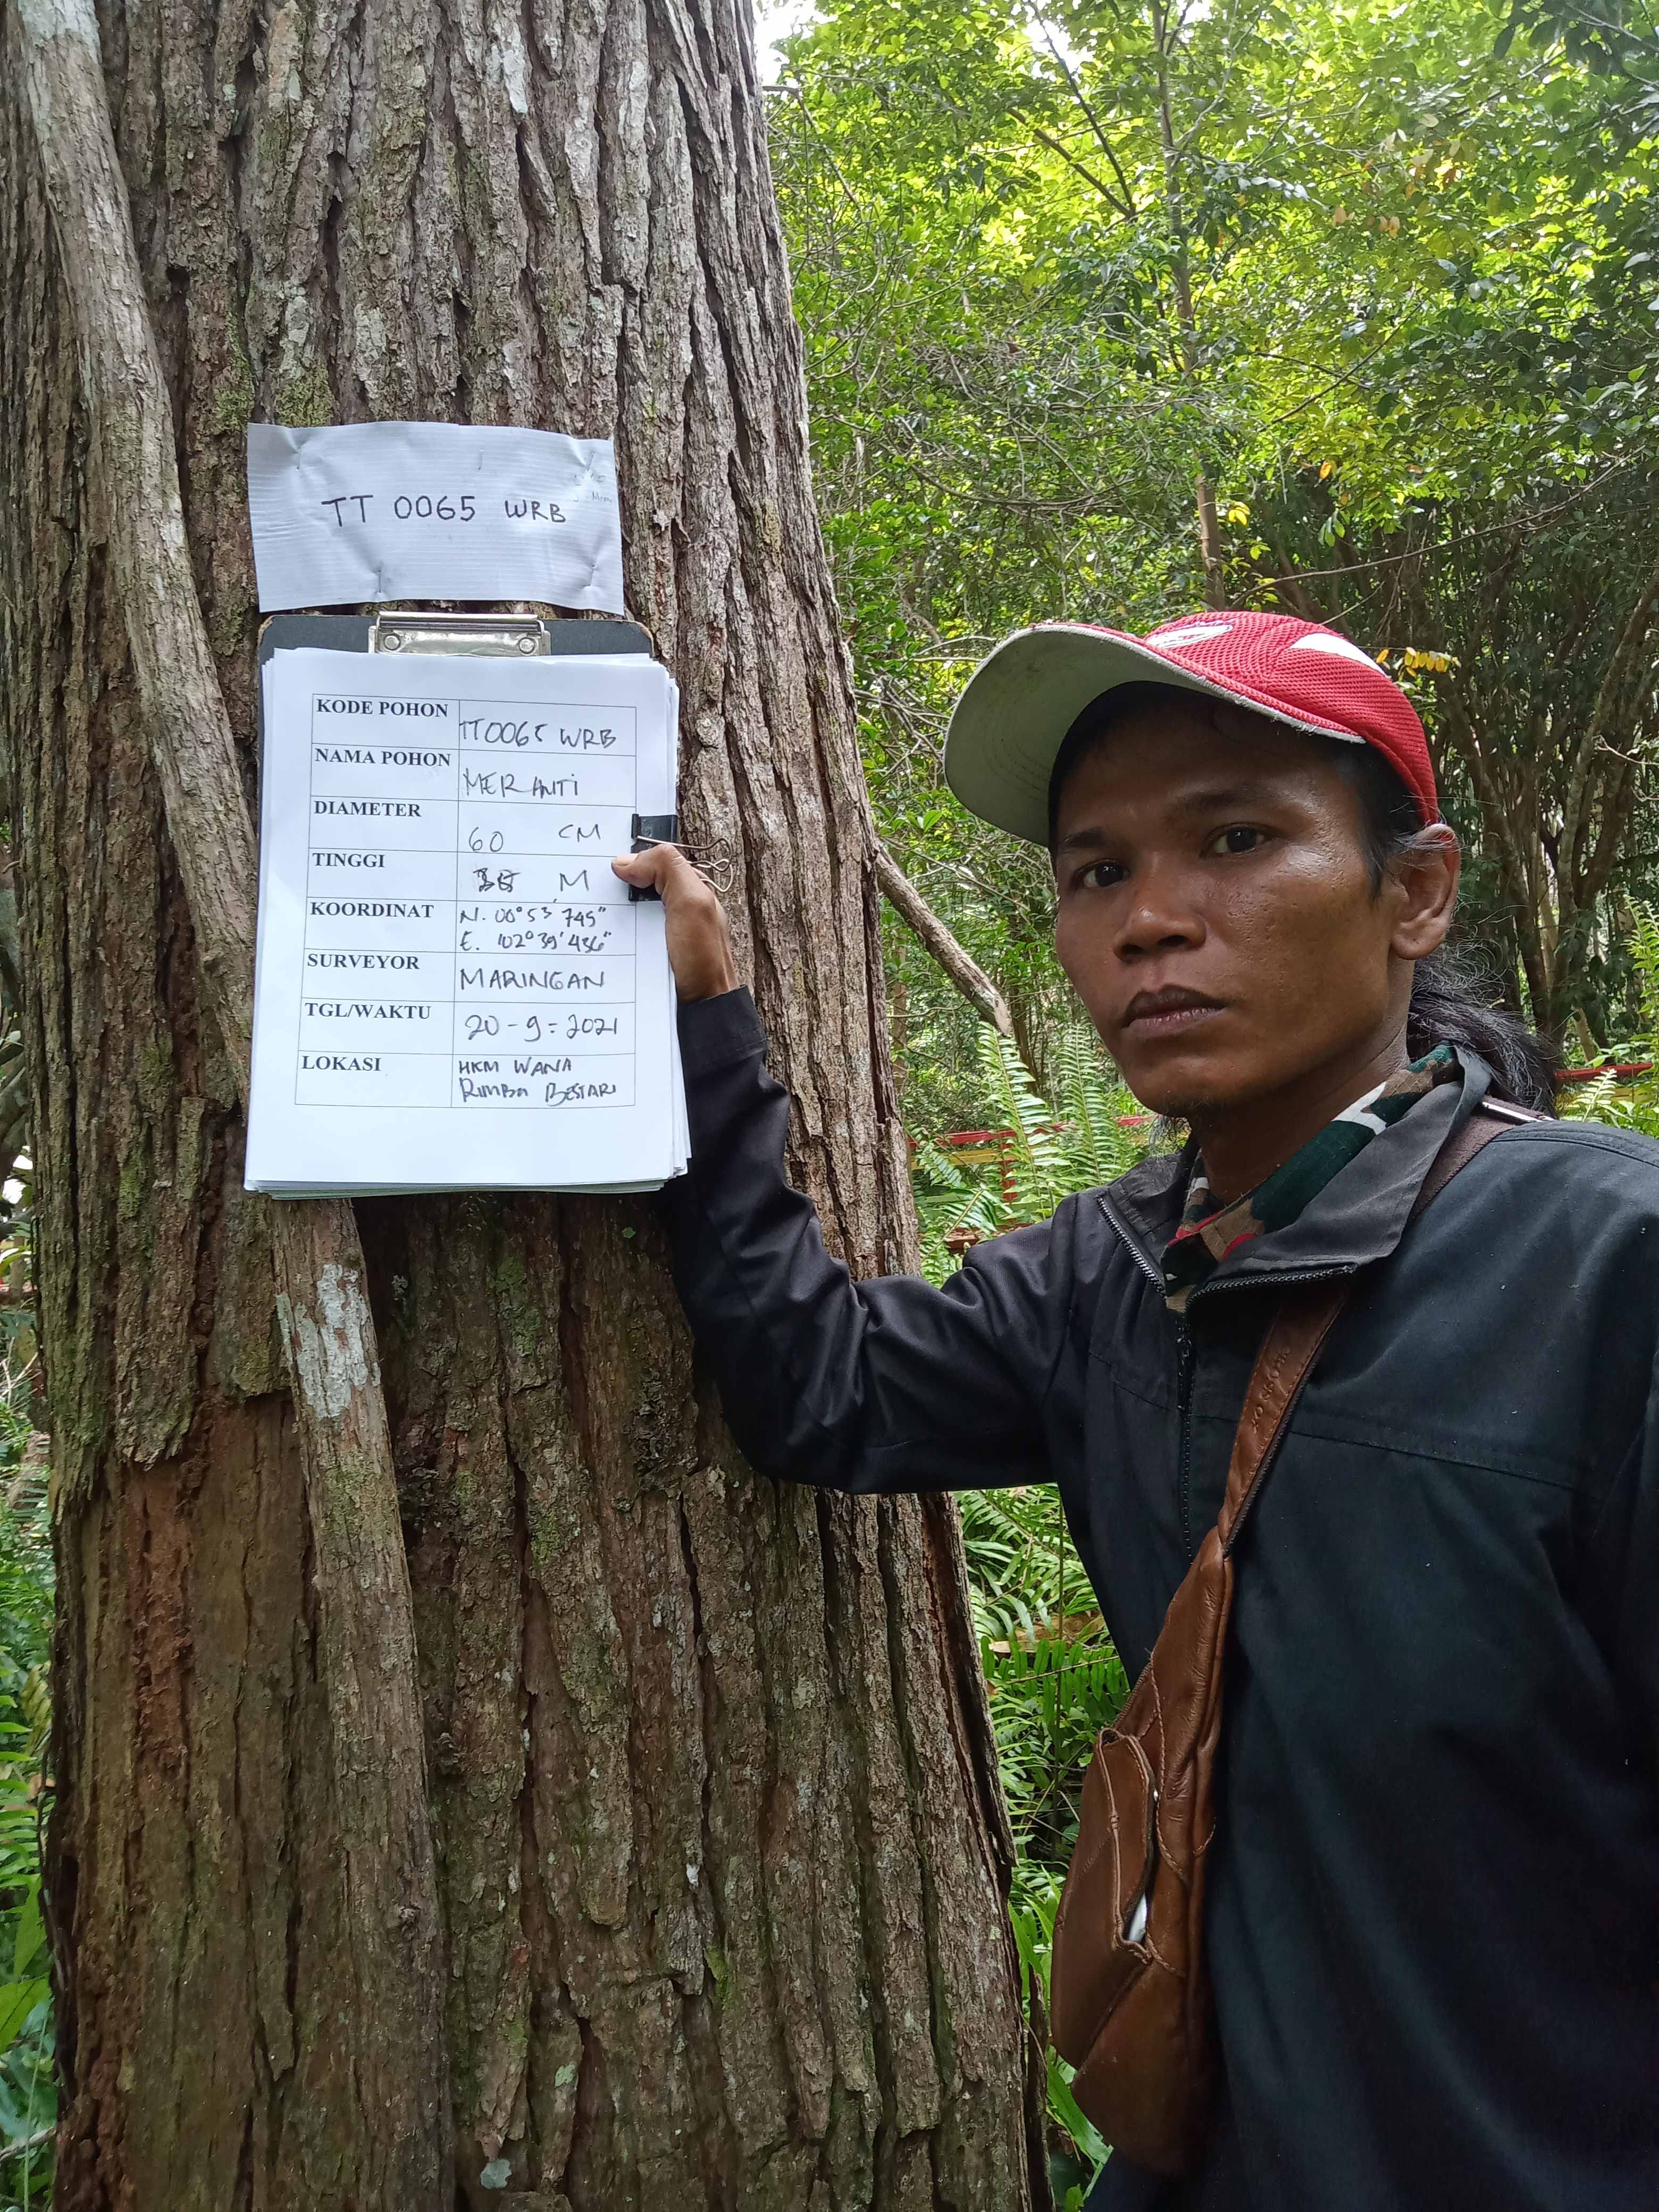 TT 0065 WRB
KODE POHON TT0065 WRB
NAMA POHON MERANTI
DIAMETER 60 CM
TINGGI M
KOORDINAT N. 00°53'745"
E. 102°39'436"
SURVEYOR MARINGAN
TGL/WAKTU 20-9-2021
LOKASI HKM WANA
RIMBA BESTARI